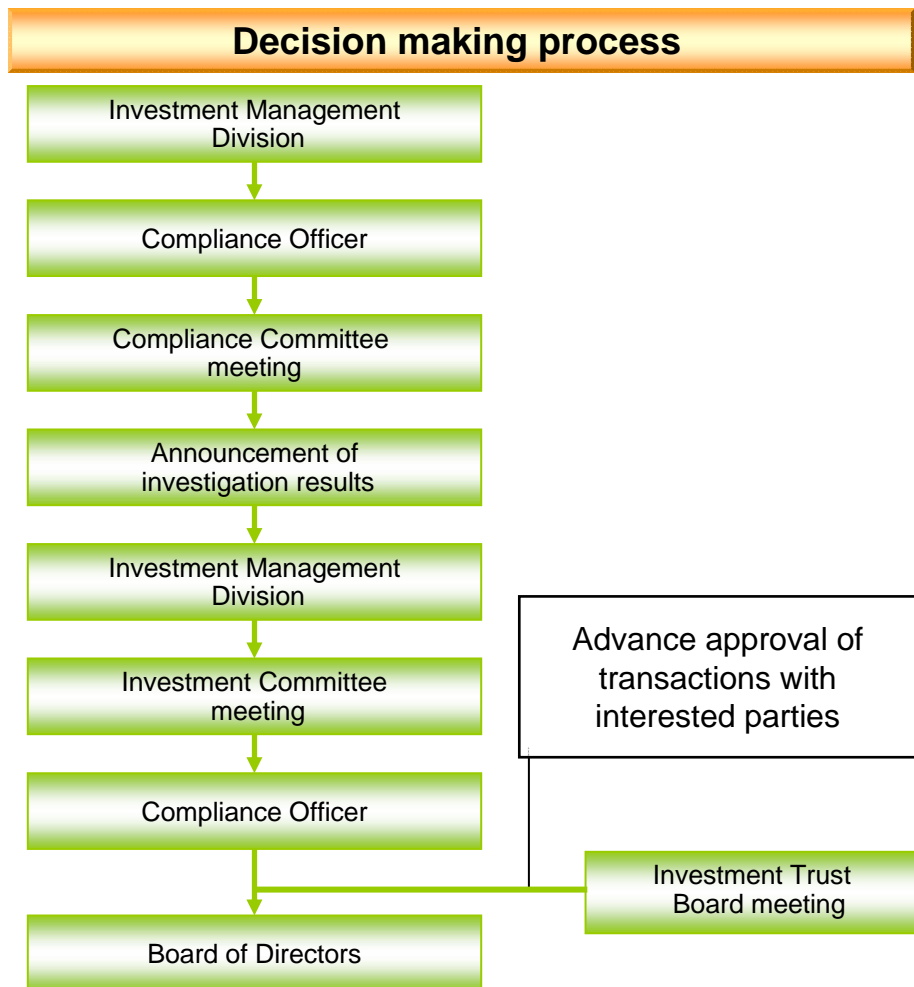 Decision making process
Investment Management
Division
Compliance Officer
Compliance Committee
meeting
Announcement of
investigation results
Investment Management
Division
Investment Committee
meeting
Advance approval of
transactions with
interested parties
Compliance Officer
Investment Trust
Board meeting
Board of Directors